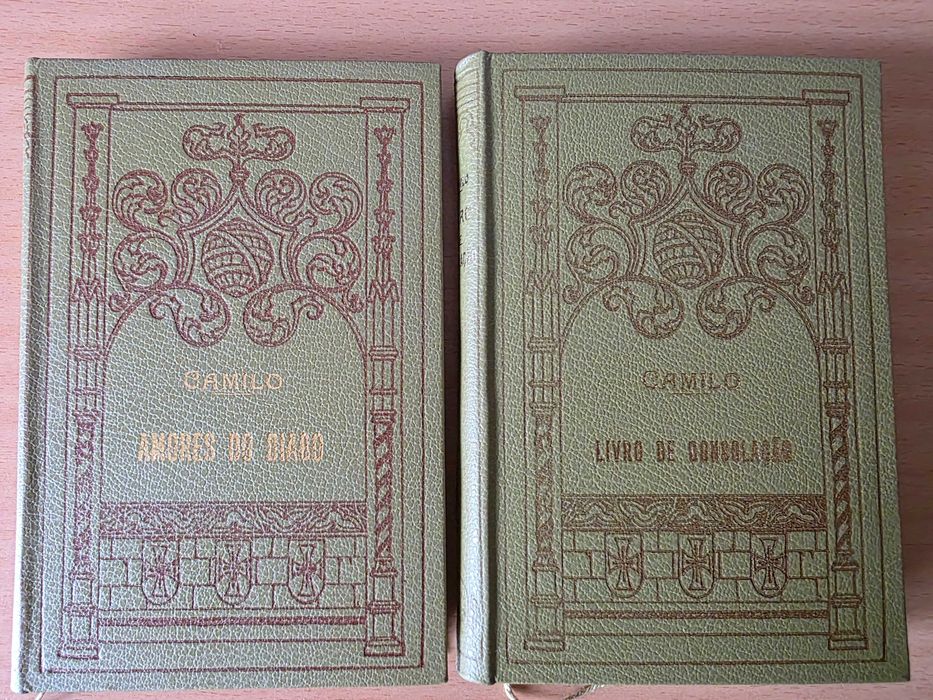 CAMILO
AMORES DO DIABO
CAMILO
LIVRO DE CONSOLAÇÃO